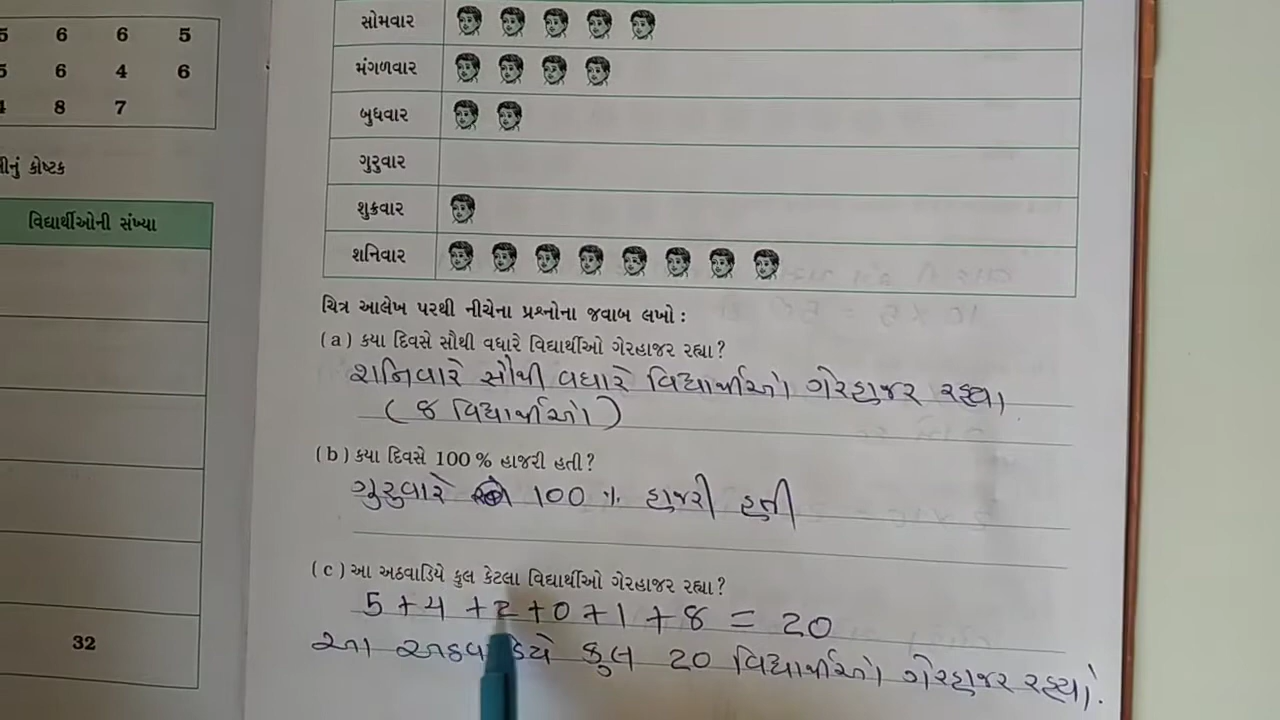 5 6 6 5
5 6 4 6
4 8 7
કોષ્ટક
વિદ્યાર્થીઓની સંખ્યા
32
સોમવાર
મંગળવાર
બુધવાર
ગુરુવાર
શુક્રવાર
શનિવાર
ચિત્ર આલેખ પરથી નીચેના પ્રશ્નોના જવાબ લખો :
(a) કયા દિવસે સૌથી વધારે વિદ્યાર્થીઓ ગેરહાજર રહ્યા?
શનિવારે સૌથી વધારે વિદ્યાર્થીઓ ગેરહાજર રહ્યા
(8 વિદ્યાર્થીઓ)
(b) કયા દિવસે 100 % હાજરી હતી?
ગુરુવારે 100 % હાજરી હતી
(c) આ અઠવાડિયે કુલ કેટલા વિદ્યાર્થીઓ ગેરહાજર રહ્યા?
5 + 4 + 2 + 0 + 1 + 8 = 20
આ અઠવાડિયે કુલ 20 વિદ્યાર્થીઓ ગેરહાજર રહ્યાં.